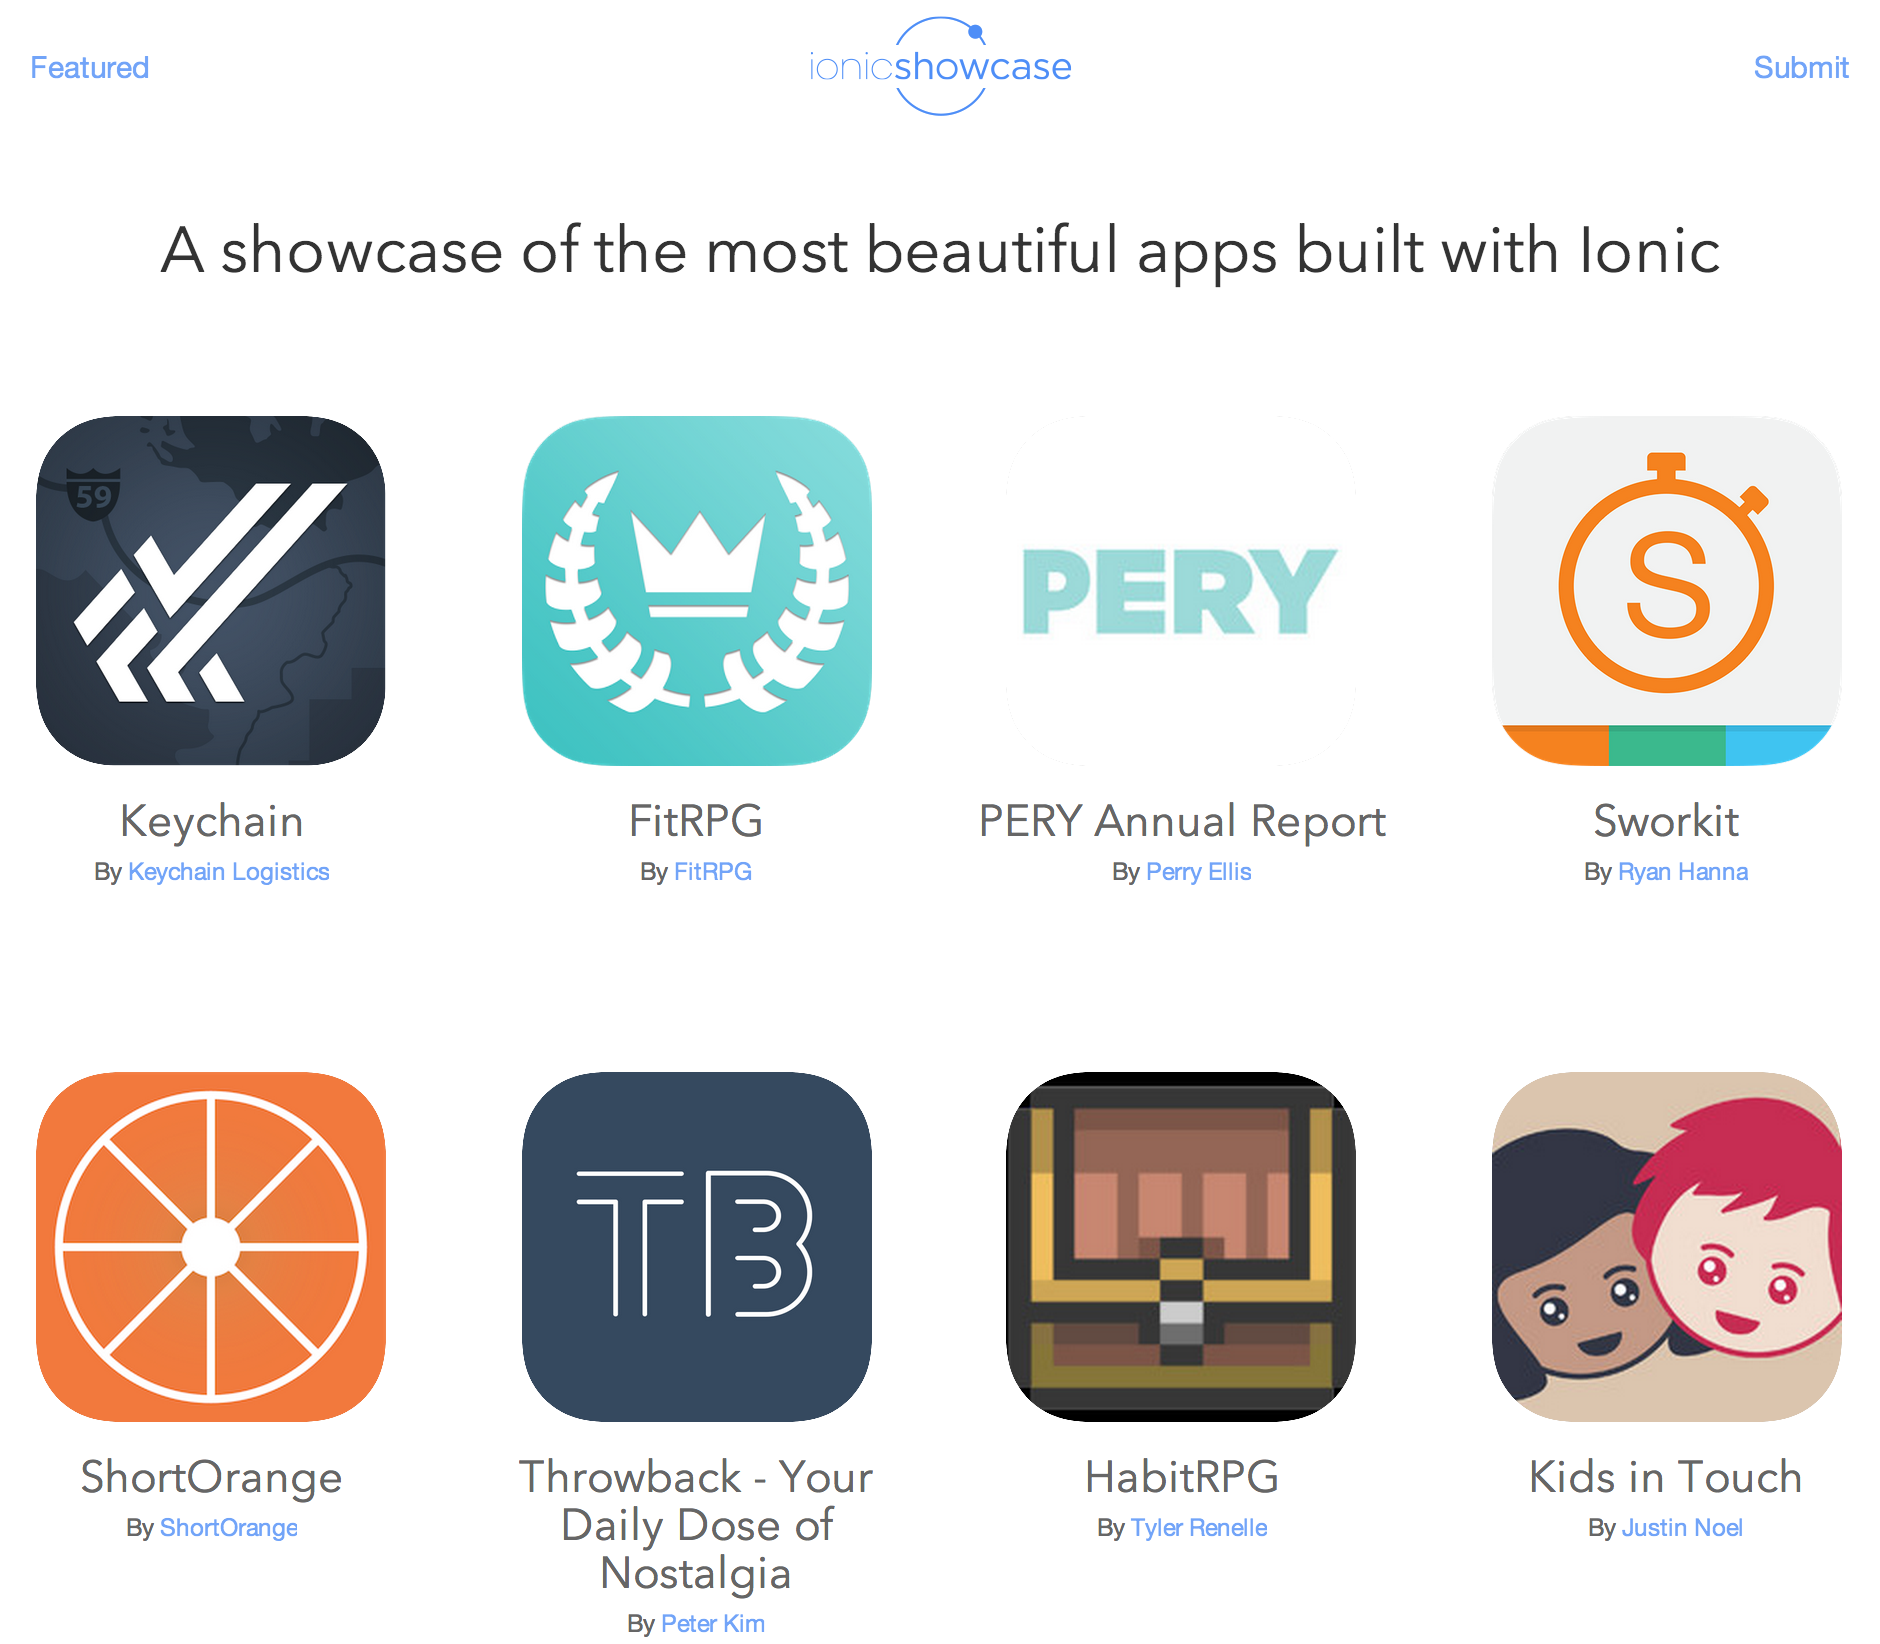 Featured
ionicshowcase
Submit
A showcase of the most beautiful apps built with Ionic
59
PERY
S
Keychain
By Keychain Logistics
FitRPG
By FitRPG
PERY Annual Report
By Perry Ellis
Sworkit
By Ryan Hanna
TB
ShortOrange
By ShortOrange
Throwback - Your
Daily Dose of
Nostalgia
By Peter Kim
HabitRPG
By Tyler Renelle
Kids in Touch
By Justin Noel